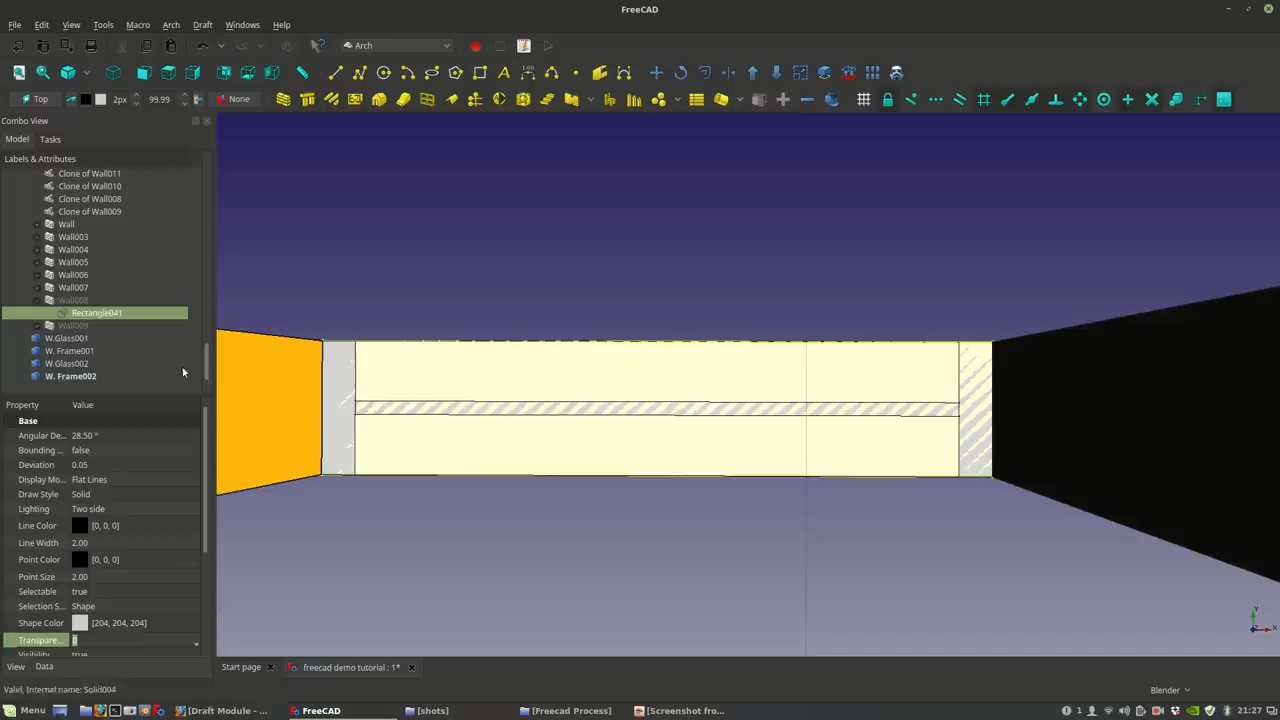 FreeCAD
File Edit View Tools Macro Arch Draft Windows Help
Arch
Top 2px 99.99 None
Combo View
Model Tasks
Labels & Attributes
Clone of Wall011
Clone of Wall010
Clone of Wall008
Clone of Wall009
Wall
Wall003
Wall004
Wall005
Wall006
Wall007
Wall008
Rectangle041
Wall009
W.Glass001
W. Frame001
W.Glass002
W. Frame002
Property Value
Base
Angular De... 28.50 °
Bounding ... false
Deviation 0.05
Display Mo... Flat Lines
Draw Style Solid
Lighting Two side
Line Color [0, 0, 0]
Line Width 2.00
Point Color [0, 0, 0]
Point Size 2.00
Selectable true
Selection S... Shape
Shape Color [204, 204, 204]
Transpare... 0
Visibility true
View Data
Start page freecad demo tutorial : 1*
Valid, Internal name: Solid004
Blender
Menu [Draft Module - ... FreeCAD [shots] [Freecad Process] [Screenshot fro... 1 21:27